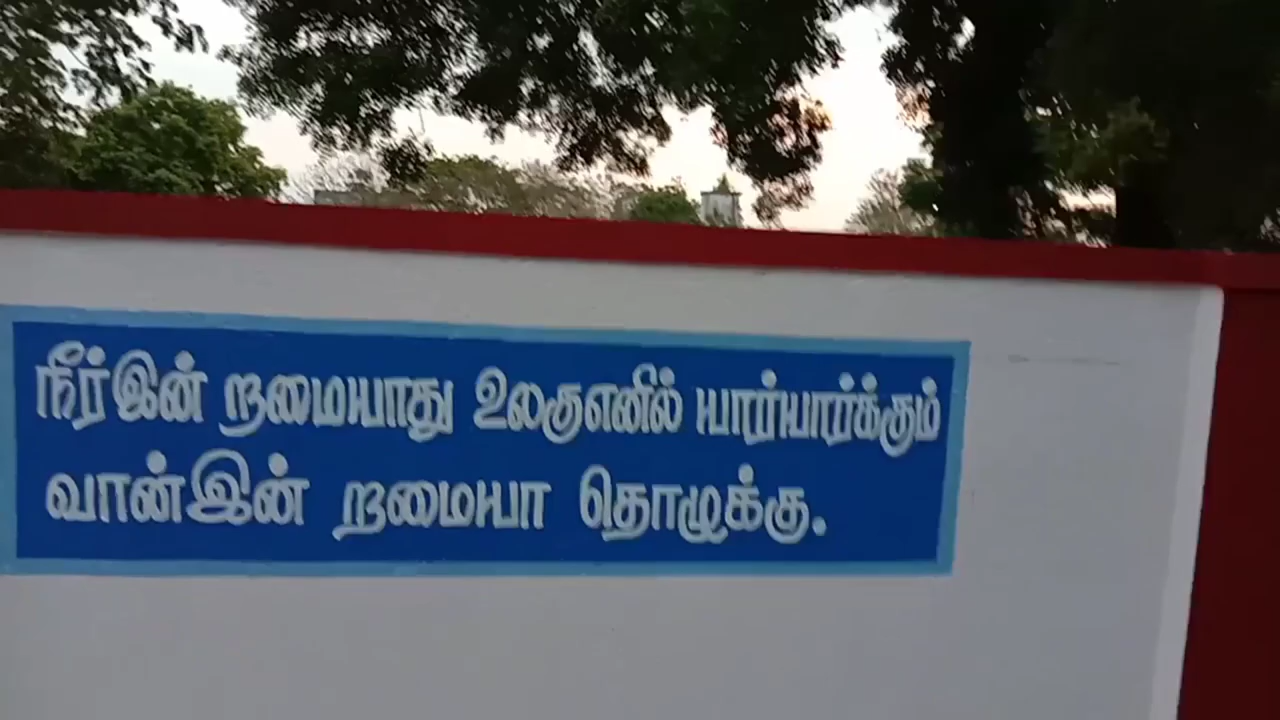 நீர்இன் றமையாது உலகுஎனில் யார்யார்க்கும்
வான்இன் றமையா தொழுக்கு.